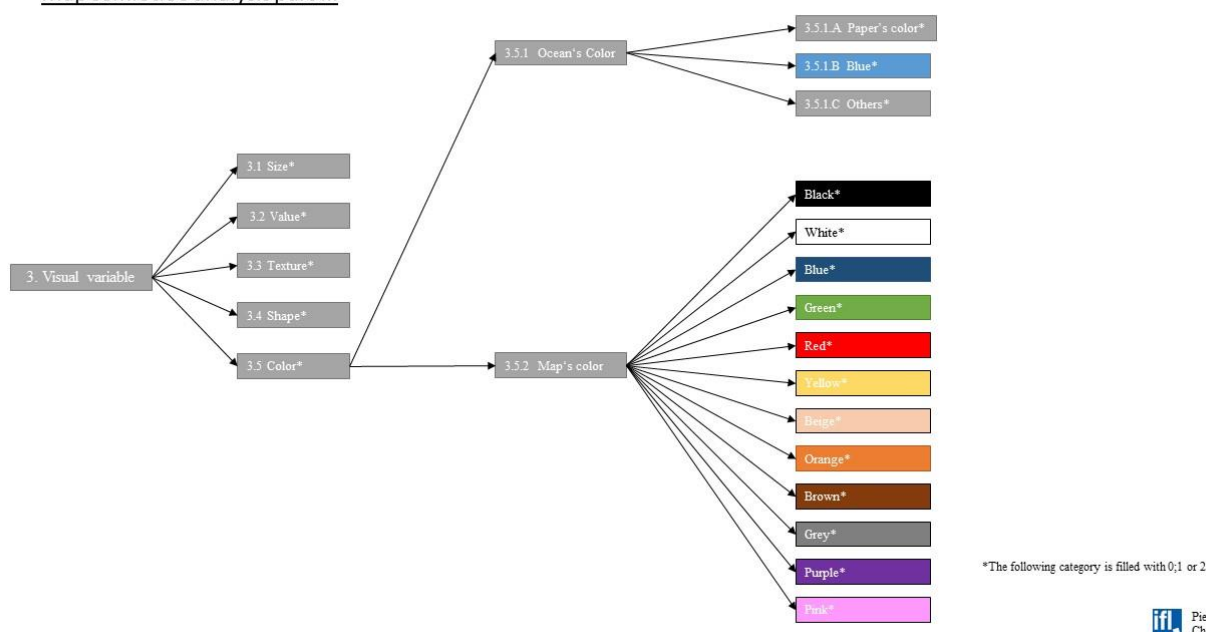 3.5.1.A Paper's color*
3.5.1 Ocean's Color
3.5.1.B Blue*
3.5.1.C Others*
3.1 Size*
3.2 Value*
3.3 Texture*
3. Visual variable
3.4 Shape*
3.5 Color*
3.5.2 Map's color
Black*
White*
Blue*
Green*
Red*
Yellow*
Beige*
Orange*
Brown*
Grey*
Purple*
Pink*
*The following category is filled with 0;1 or 2
ifl